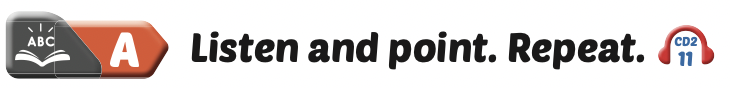 ABC A Listen and point. Repeat. CD2 11